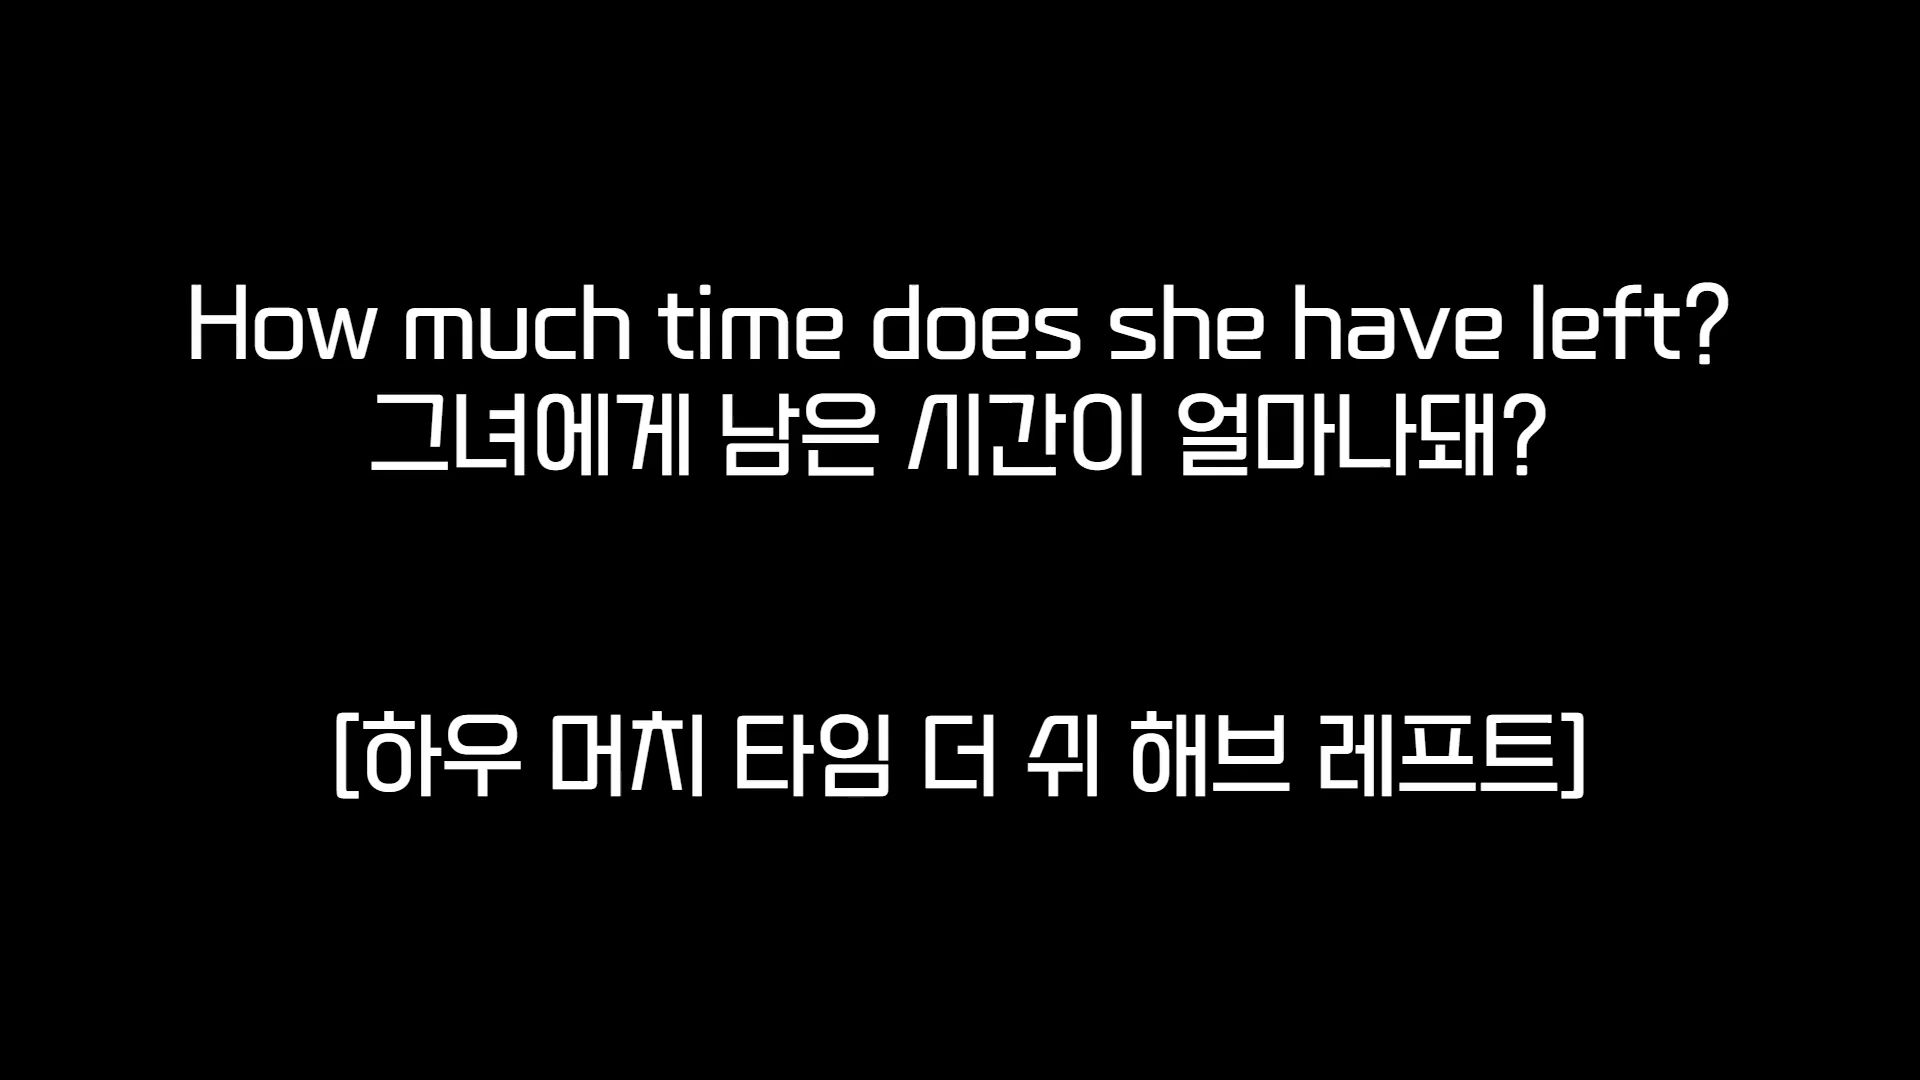 How much time does she have left?
그녀에게 남은 시간이 얼마나돼?
[하우 머치 타임 더 쉬 해브 레프트]